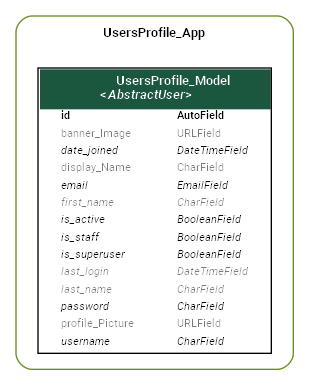 UsersProfile_App
UsersProfile_Model
<AbstractUser>
id AutoField
banner_Image URLField
date_joined DateTimeField
display_Name CharField
email EmailField
first_name CharField
is_active BooleanField
is_staff BooleanField
is_superuser BooleanField
last_login DateTimeField
last_name CharField
password CharField
profile_Picture URLField
username CharField